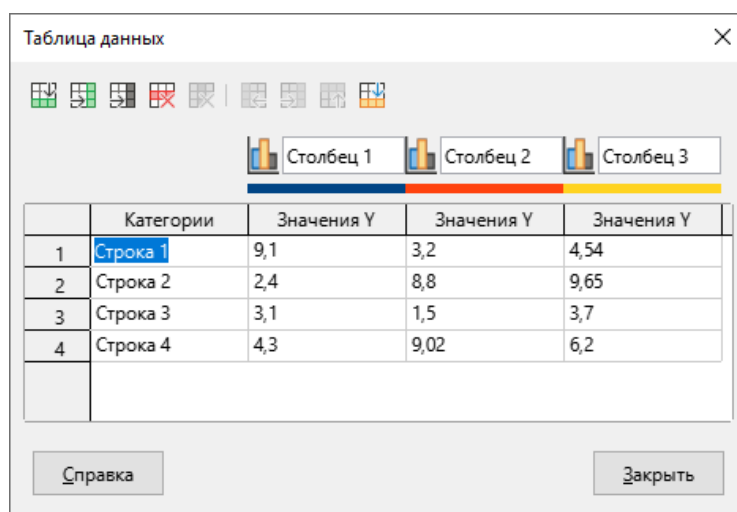 Таблица данных
Столбец 1 Столбец 2 Столбец 3
Категории Значения Y Значения Y Значения Y
1 Строка 1 9,1 3,2 4,54
2 Строка 2 2,4 8,8 9,65
3 Строка 3 3,1 1,5 3,7
4 Строка 4 4,3 9,02 6,2
Справка Закрыть